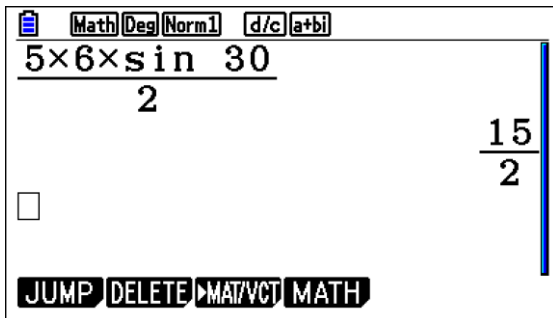 Math Deg Norm1 d/c a+bi
5×6×sin 30
2
15
2
JUMP DELETE ▶MAT/VCT MATH